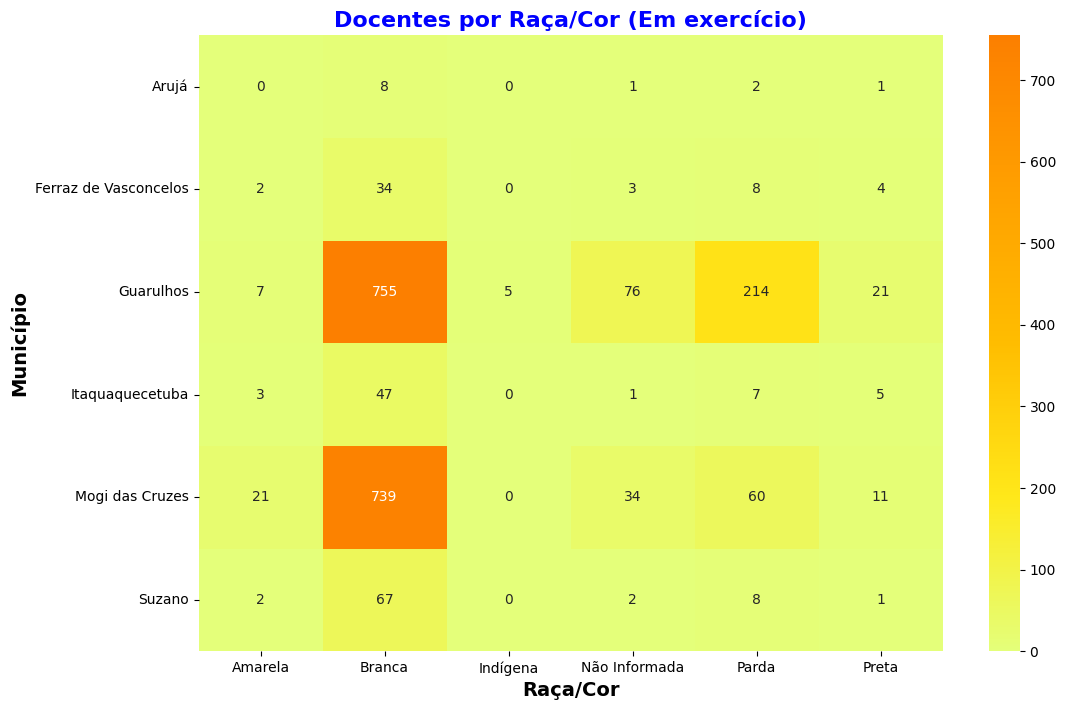 Docentes por Raça/Cor (Em exercício)
Município
Arujá 0 8 0 1 2 1
Ferraz de Vasconcelos 2 34 0 3 8 4
Guarulhos 7 755 5 76 214 21
Itaquaquecetuba 3 47 0 1 7 5
Mogi das Cruzes 21 739 0 34 60 11
Suzano 2 67 0 2 8 1
Amarela Branca Indígena Não Informada Parda Preta
Raça/Cor
700
600
500
400
300
200
100
0